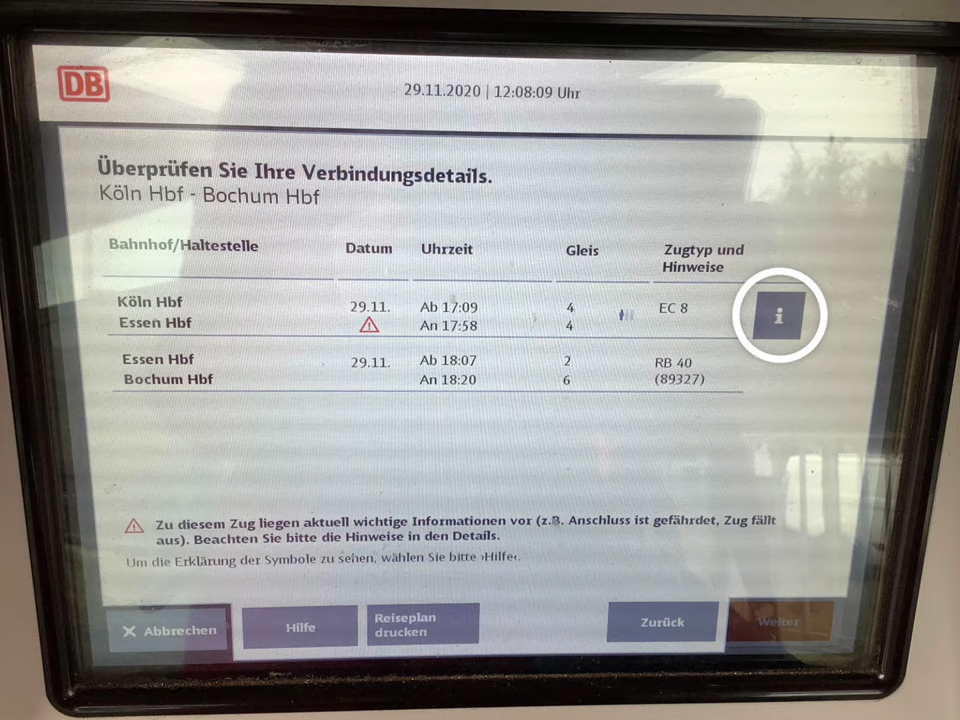 DB
29.11.2020 | 12:08:09 Uhr
Überprüfen Sie Ihre Verbindungsdetails.
Köln Hbf - Bochum Hbf
Bahnhof/Haltestelle Datum Uhrzeit Gleis Zugtyp und
Hinweise
Köln Hbf 29.11. Ab 17:09 4 EC 8
Essen Hbf An 17:58 4
i
Essen Hbf 29.11. Ab 18:07 2 RB 40
Bochum Hbf An 18:20 6 (89327)
Zu diesem Zug liegen aktuell wichtige Informationen vor (z.B. Anschluss ist gefährdet, Zug fällt
aus). Beachten Sie bitte die Hinweise in den Details.
Um die Erklärung der Symbole zu sehen, wählen Sie bitte ›Hilfe‹.
Abbrechen
Hilfe
Reiseplan
drucken
Zurück
Weiter